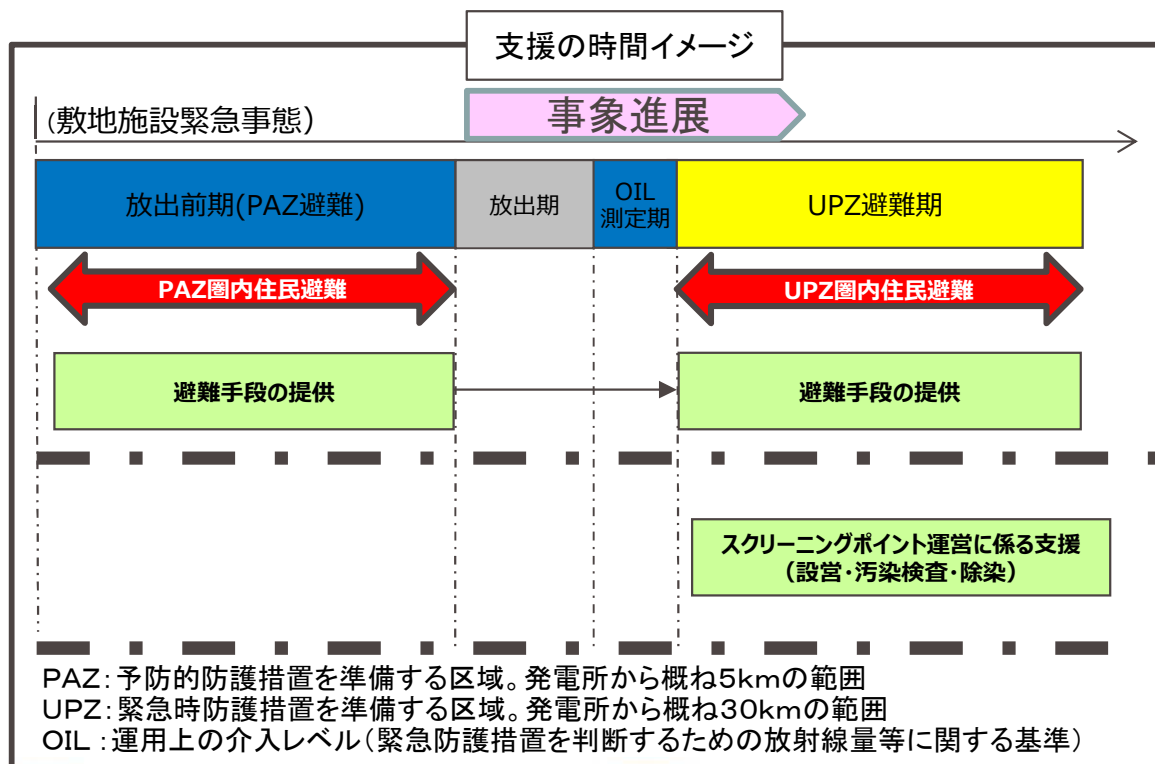 支援の時間イメージ
事象進展
(敷地施設緊急事態)
放出前期(PAZ避難)
放出期
OIL
測定期
UPZ避難期
PAZ圏内住民避難
UPZ圏内住民避難
避難手段の提供
避難手段の提供
スクリーニングポイント運営に係る支援
(設営・汚染検査・除染)
PAZ:予防的防護措置を準備する区域。発電所から概ね5kmの範囲
UPZ:緊急時防護措置を準備する区域。発電所から概ね30kmの範囲
OIL:運用上の介入レベル(緊急防護措置を判断するための放射線量等に関する基準)